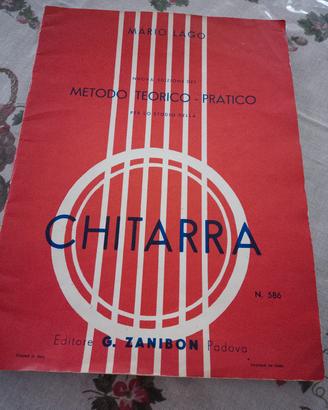 MARIO LAGO
NUOVA EDIZIONE DEL
METODO TEORICO - PRATICO
PER LO STUDIO DELLA
CHITARRA
N. 586
Editore G. ZANIBON Padova